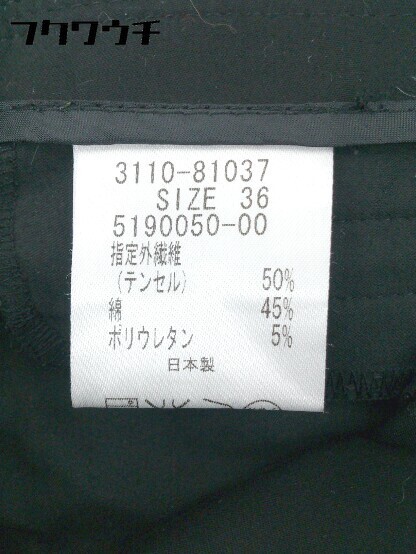 フクワウチ
3110-81037
SIZE 36
5190050-00
指定外繊維
(テンセル) 50%
綿 45%
ポリウレタン 5%
日本製